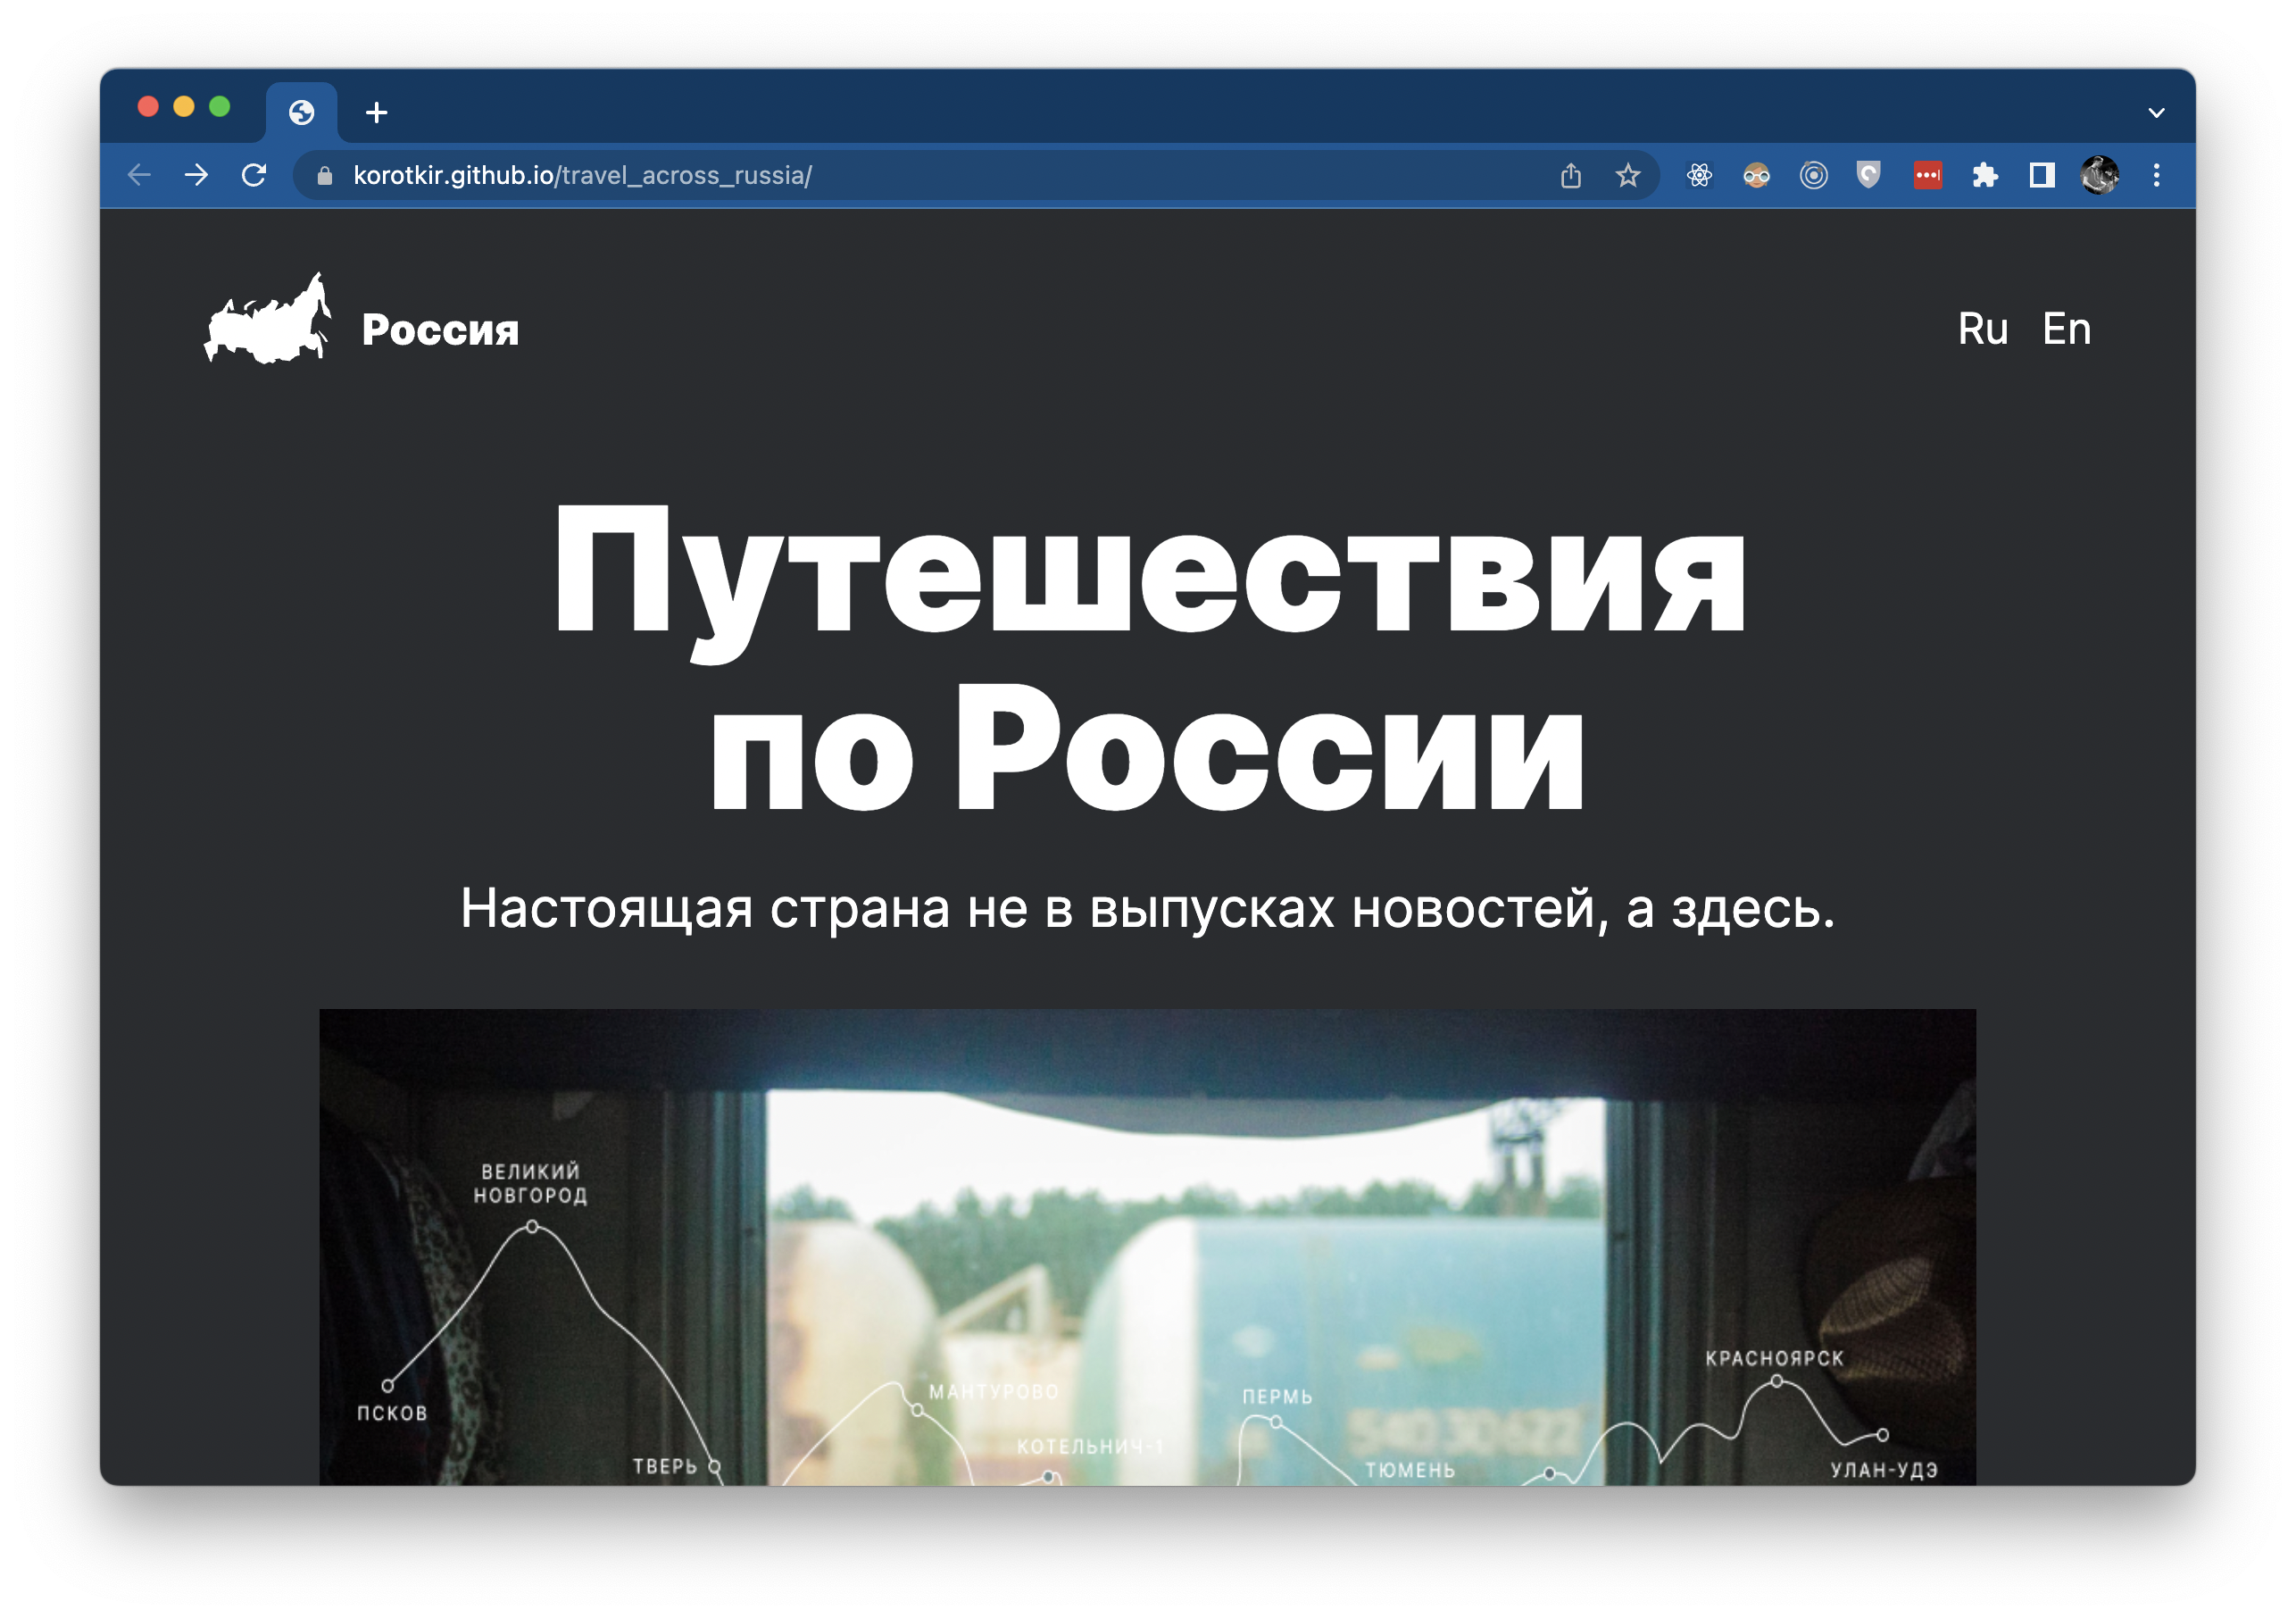 korotkir.github.io/travel_across_russia/
Россия
Ru En
Путешествия
по России
Настоящая страна не в выпусках новостей, а здесь.
ВЕЛИКИЙ
НОВГОРОД
ПСКОВ
ТВЕРЬ
МАНТУРОВО
КОТЕЛЬНИЧ-1
ПЕРМЬ
ТЮМЕНЬ
КРАСНОЯРСК
УЛАН-УДЭ
54030622